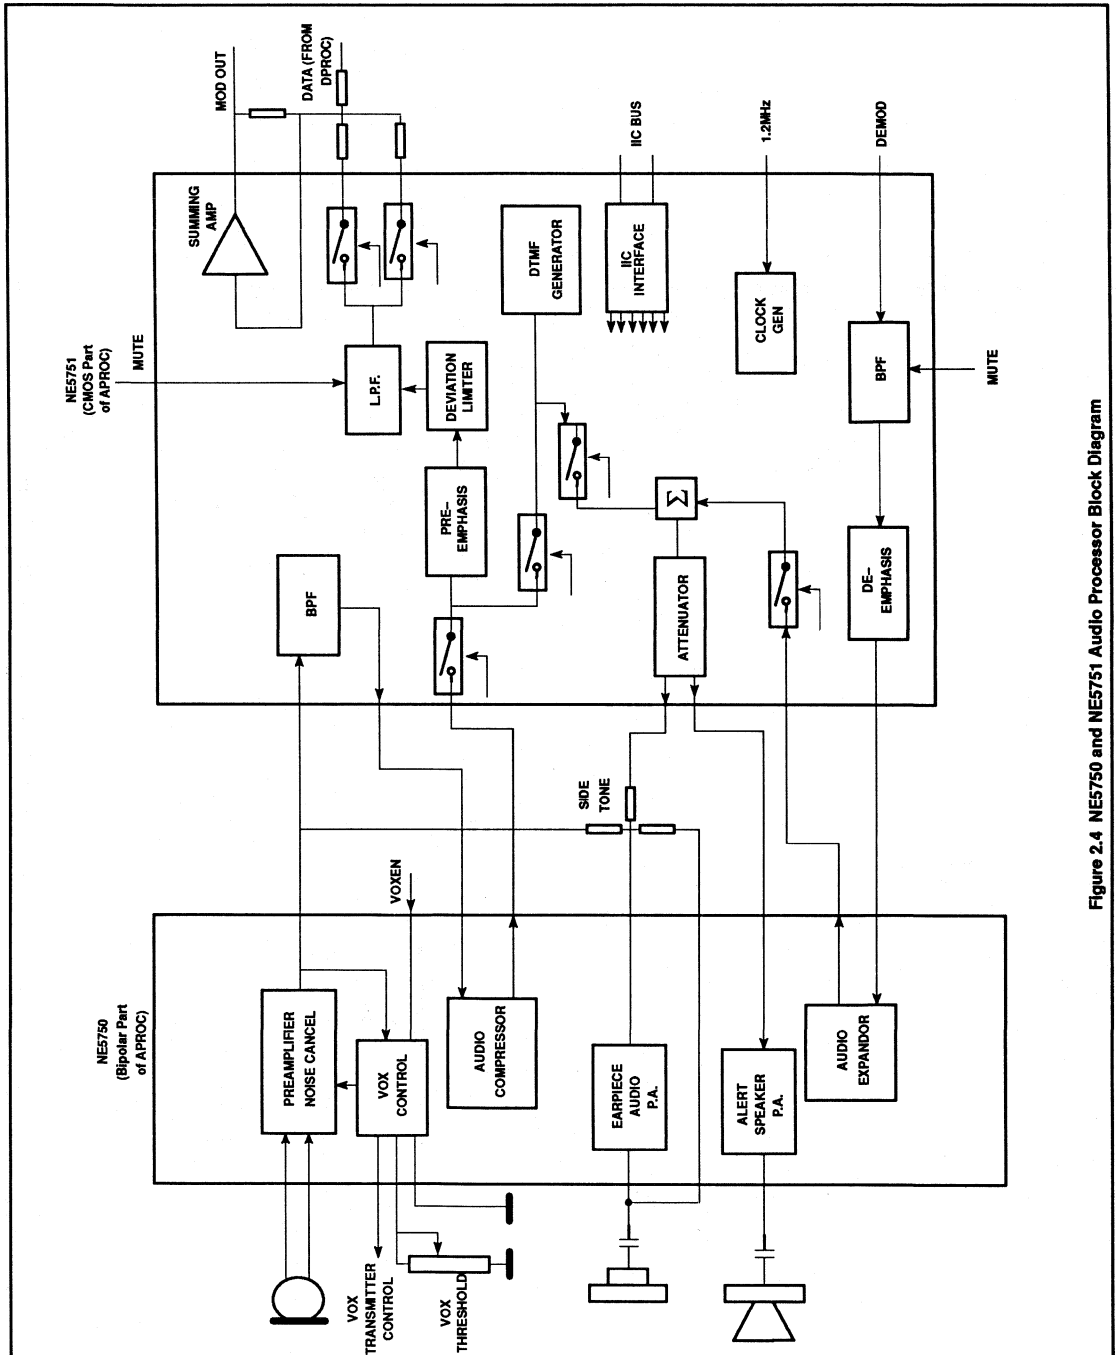 MOD OUT
DATA (FROM
DPROC)
IIC BUS
1.2MHz
DEMOD
SUMMING
AMP
NE5751
(CMOS Part
of APROC)
MUTE
L.P.F.
DEVIATION
LIMITER
DTMF
GENERATOR
IIC
INTERFACE
CLOCK
GEN
BPF
MUTE
BPF
PRE–
EMPHASIS
Σ
ATTENUATOR
DE–
EMPHASIS
SIDE
TONE
VOXEN
NE5750
(Bipolar Part
of APROC)
PREAMPLIFIER
NOISE CANCEL
VOX
CONTROL
AUDIO
COMPRESSOR
EARPIECE
AUDIO
P.A.
ALERT
SPEAKER
P.A.
AUDIO
EXPANDOR
VOX
TRANSMITTER
CONTROL
VOX
THRESHOLD
Figure 2.4 NE5750 and NE5751 Audio Processor Block Diagram